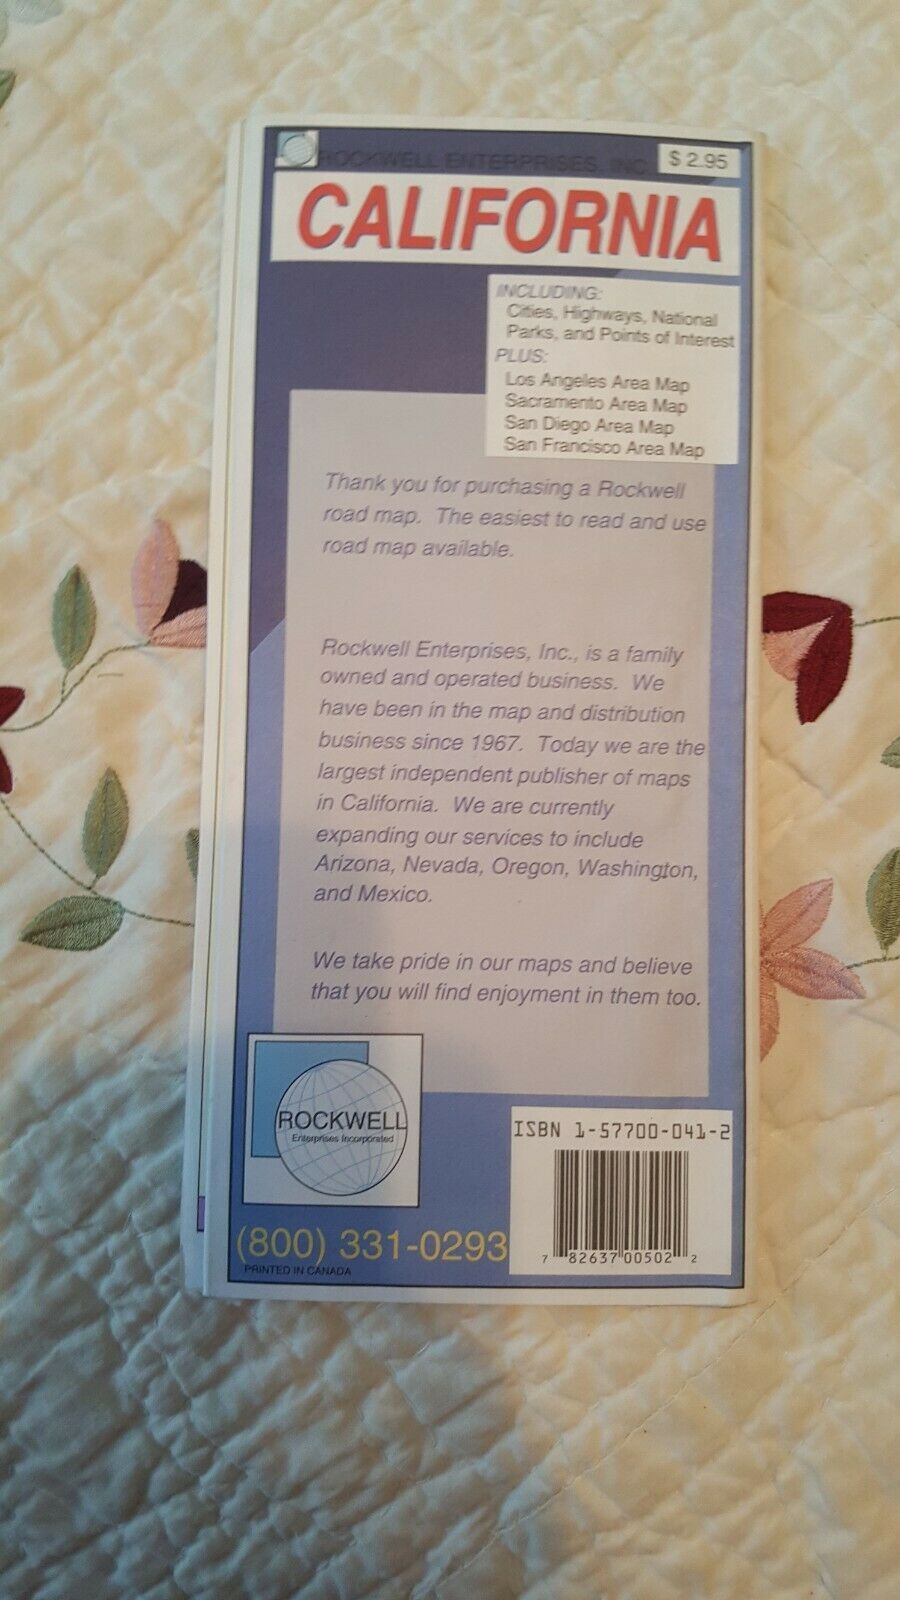 ROCKWELL ENTERPRISES, INC.
$ 2.95
CALIFORNIA
INCLUDING:
Cities, Highways, National
Parks, and Points of Interest
PLUS:
Los Angeles Area Map
Sacramento Area Map
San Diego Area Map
San Francisco Area Map
Thank you for purchasing a Rockwell
road map. The easiest to read and use
road map available.
Rockwell Enterprises, Inc., is a family
owned and operated business. We
have been in the map and distribution
business since 1967. Today we are the
largest independent publisher of maps
in California. We are currently
expanding our services to include
Arizona, Nevada, Oregon, Washington,
and Mexico.
We take pride in our maps and believe
that you will find enjoyment in them too.
ROCKWELL
Enterprises Incorporated
(800) 331-0293
PRINTED IN CANADA
ISBN 1-57700-041-2
7 82637 00502 2